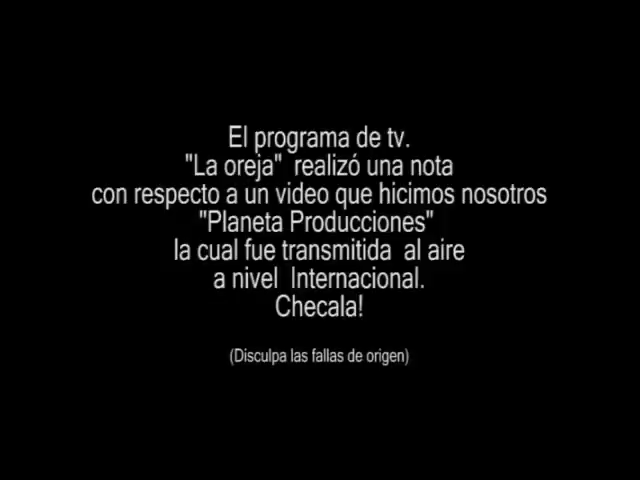 El programa de tv.
"La oreja" realizó una nota
con respecto a un video que hicimos nosotros
"Planeta Producciones"
la cual fue transmitida al aire
a nivel Internacional.
Checala!
(Disculpa las fallas de origen)